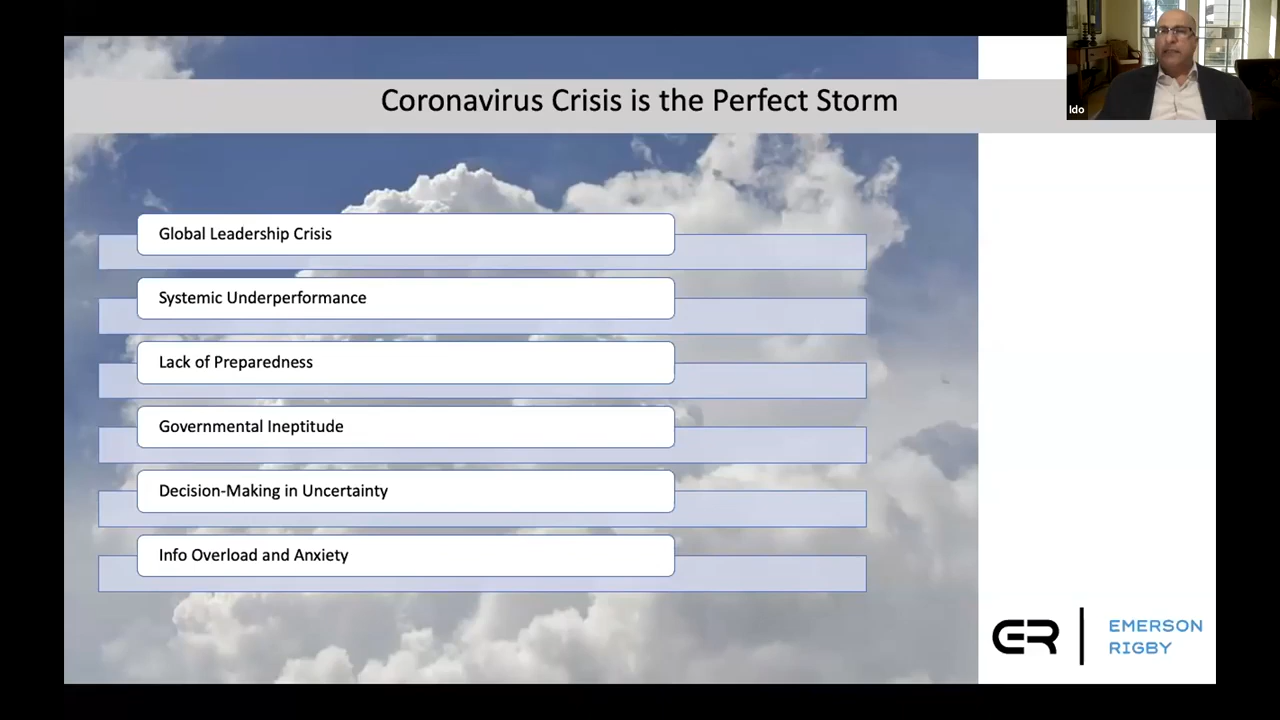 Coronavirus Crisis is the Perfect Storm
Ido
Global Leadership Crisis
Systemic Underperformance
Lack of Preparedness
Governmental Ineptitude
Decision-Making in Uncertainty
Info Overload and Anxiety
ER
EMERSON
RIGBY